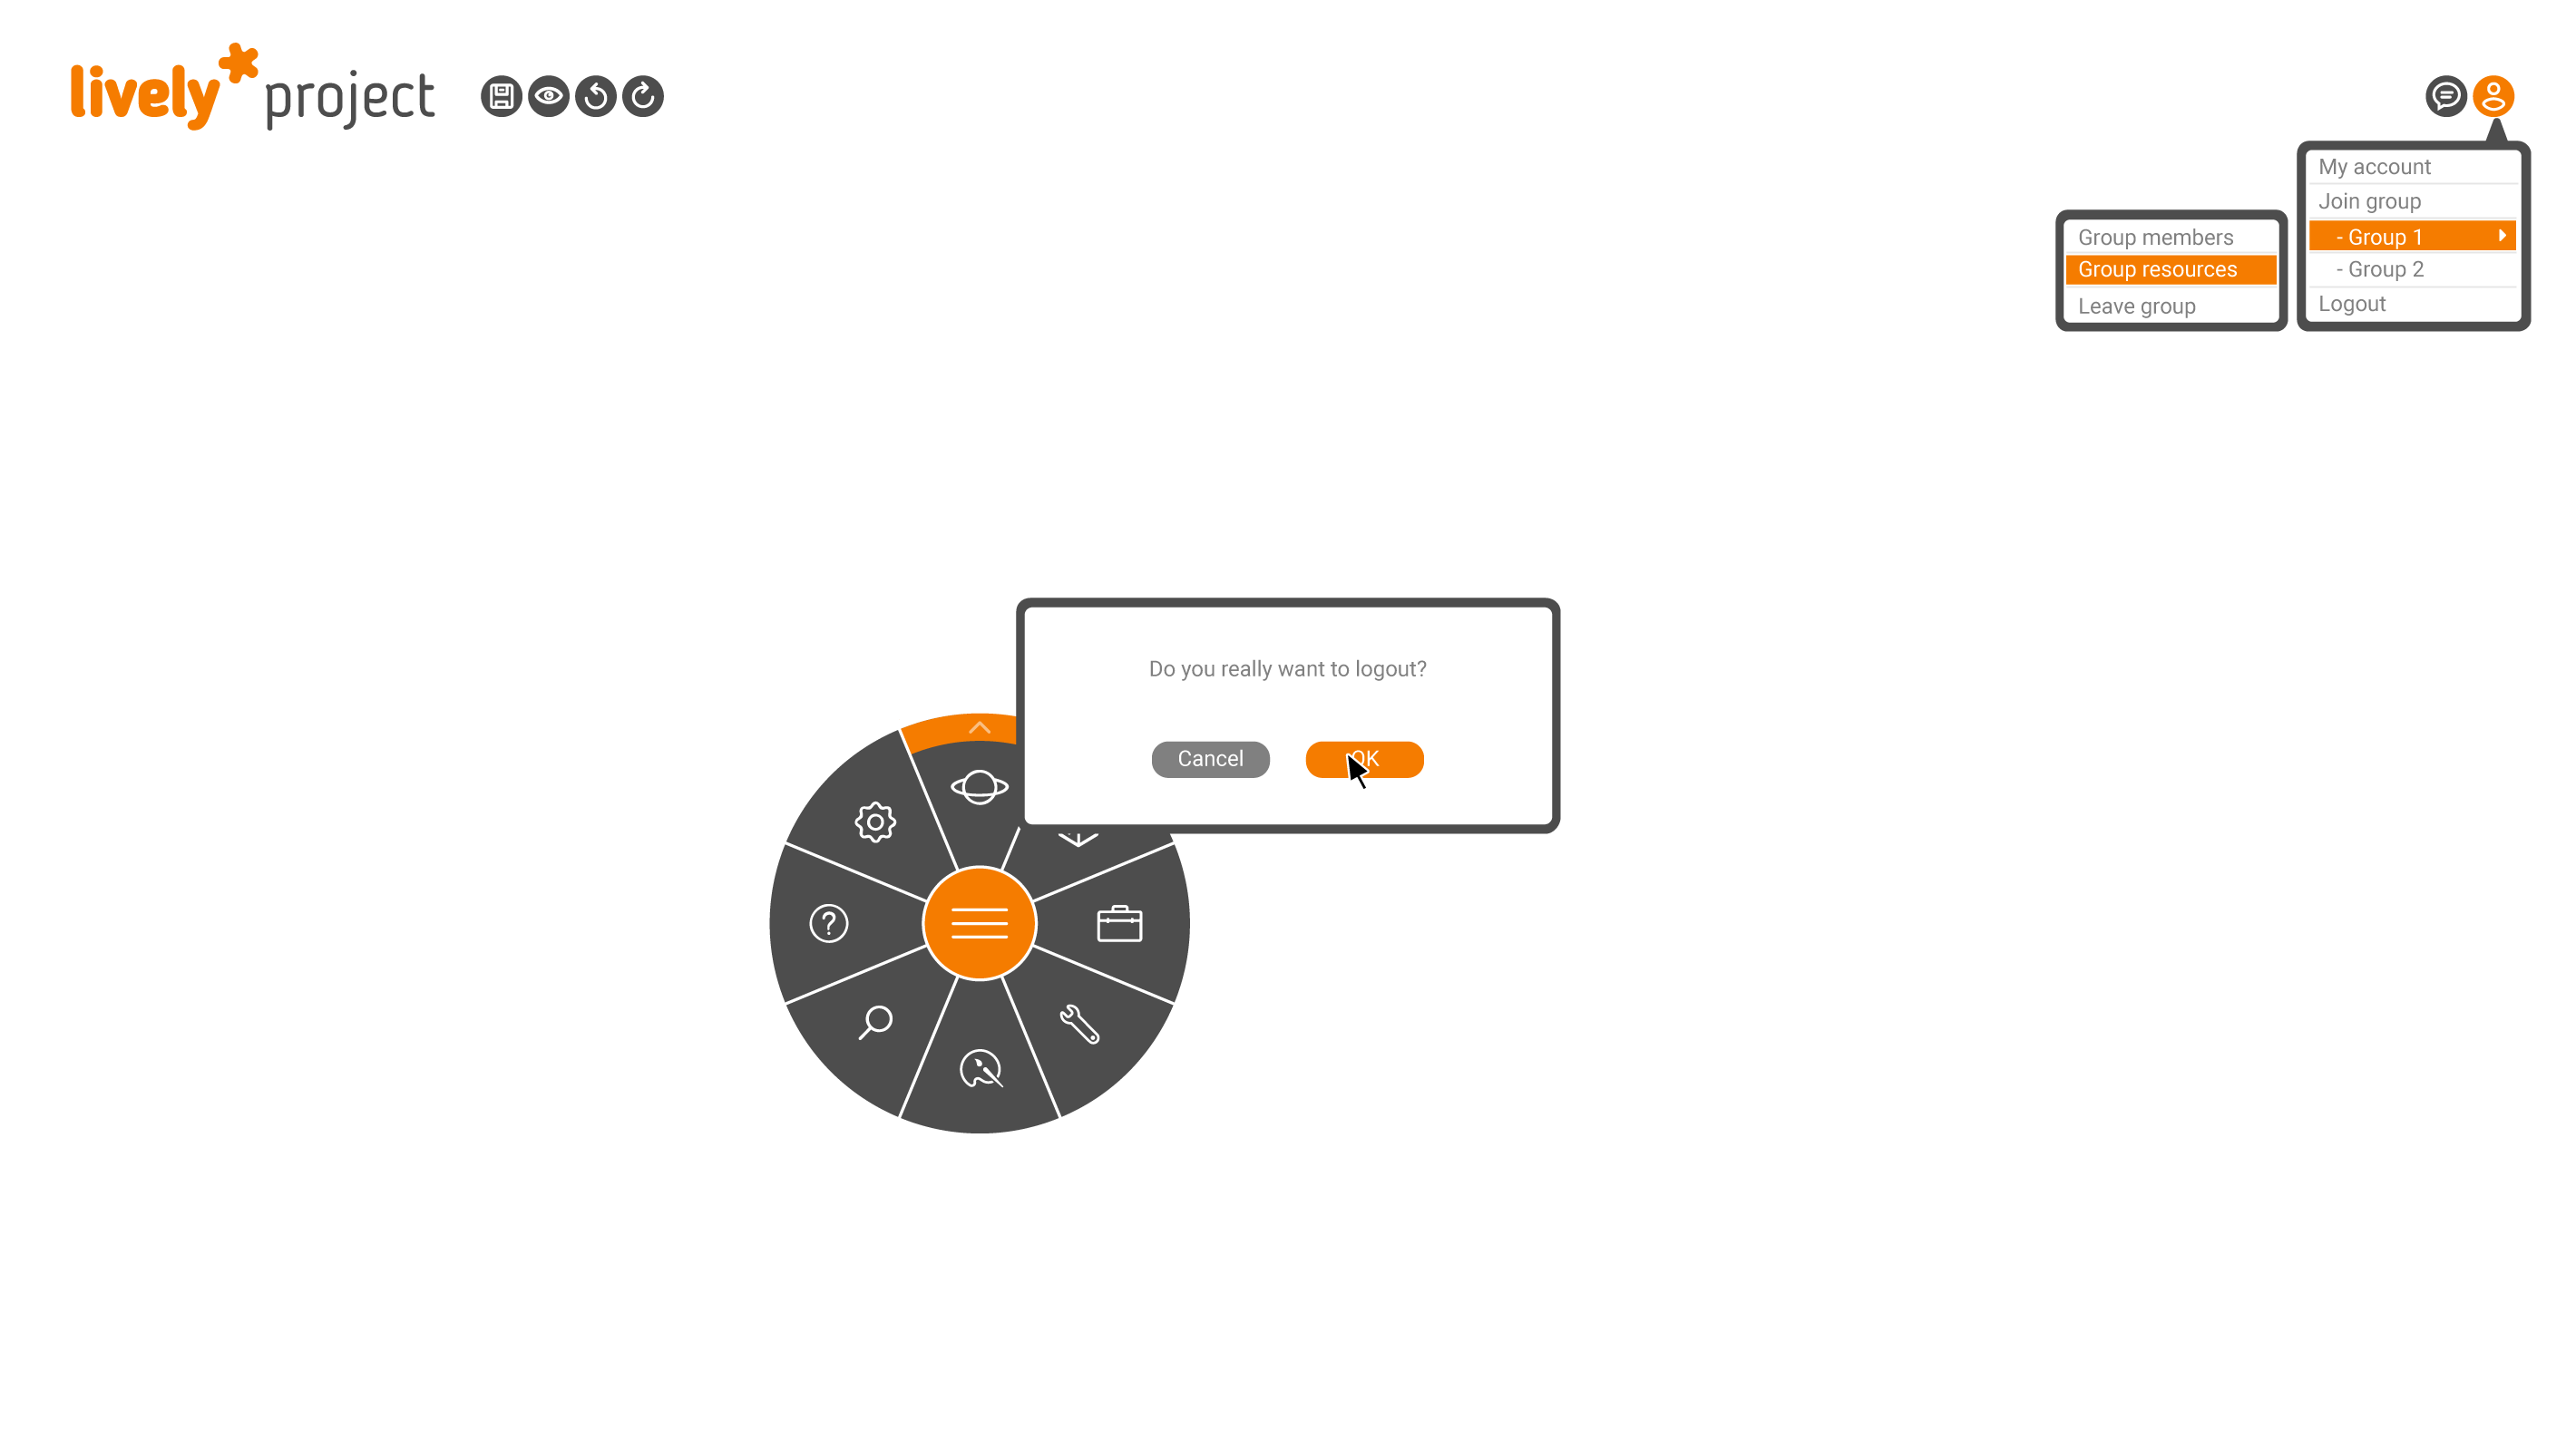 lively*project
My account
Join group
- Group 1
- Group 2
Logout
Group members
Group resources
Leave group
Do you really want to logout?
Cancel
OK
?